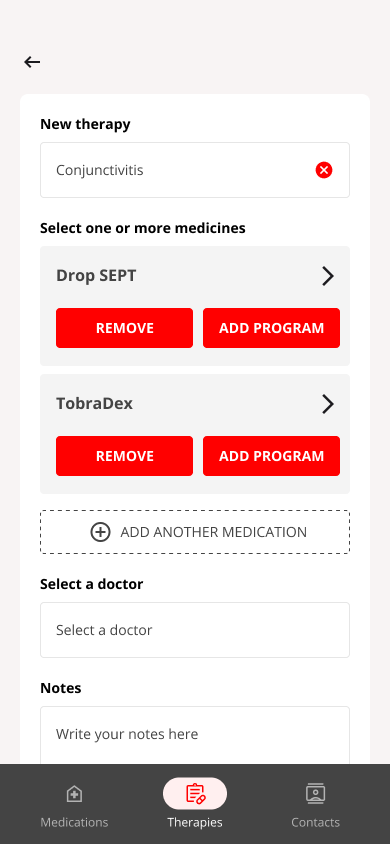 New therapy
Conjunctivitis
Select one or more medicines
Drop SEPT
REMOVE ADD PROGRAM
TobraDex
REMOVE ADD PROGRAM
ADD ANOTHER MEDICATION
Select a doctor
Select a doctor
Notes
Write your notes here
Medications Therapies Contacts